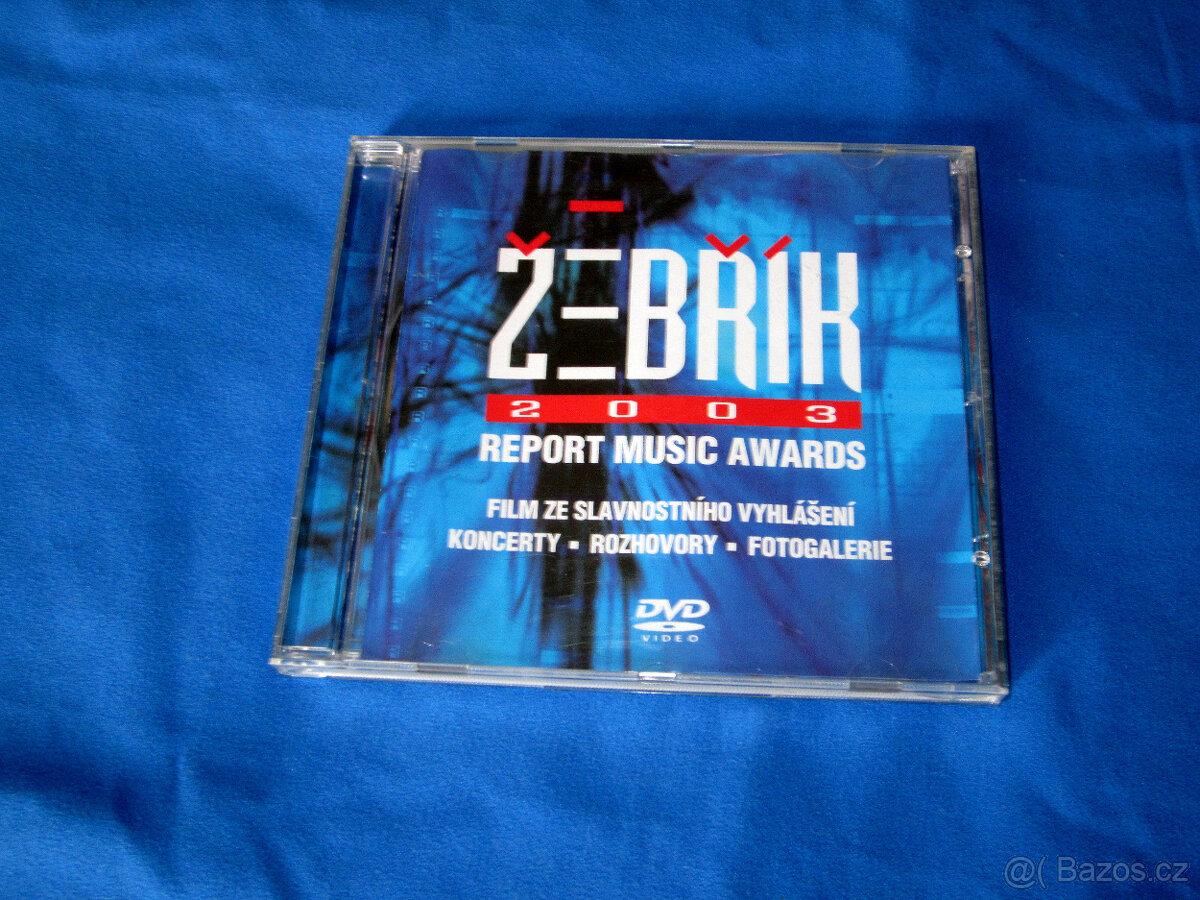 ŽEBŘÍK
2003
REPORT MUSIC AWARDS
FILM ZE SLAVNOSTNÍHO VYHLÁŠENÍ
KONCERTY ▪ ROZHOVORY ▪ FOTOGALERIE
DVD
VIDEO
@( Bazos.cz